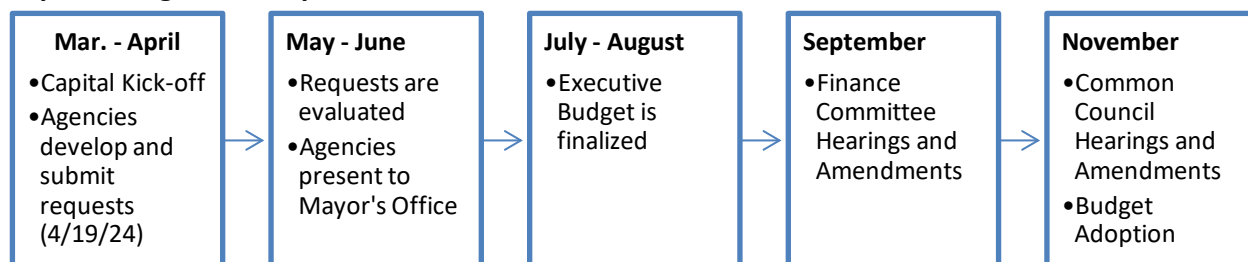 Mar. - April
•Capital Kick-off
•Agencies
develop and
submit
requests
(4/19/24)
May - June
•Requests are
evaluated
•Agencies
present to
Mayor's Office
July - August
•Executive
Budget is
finalized
September
•Finance
Committee
Hearings and
Amendments
November
•Common
Council
Hearings and
Amendments
•Budget
Adoption